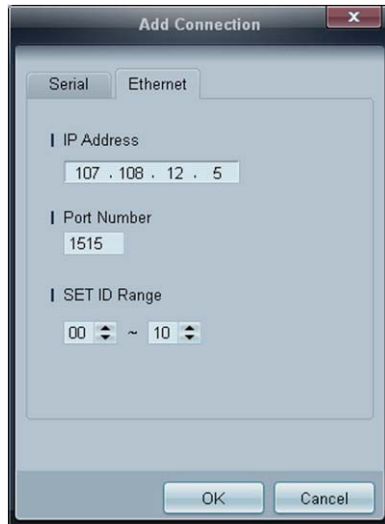 Add Connection
x
Serial Ethernet
IP Address
107 . 108 . 12 . 5
Port Number
1515
SET ID Range
00 ~ 10
OK Cancel